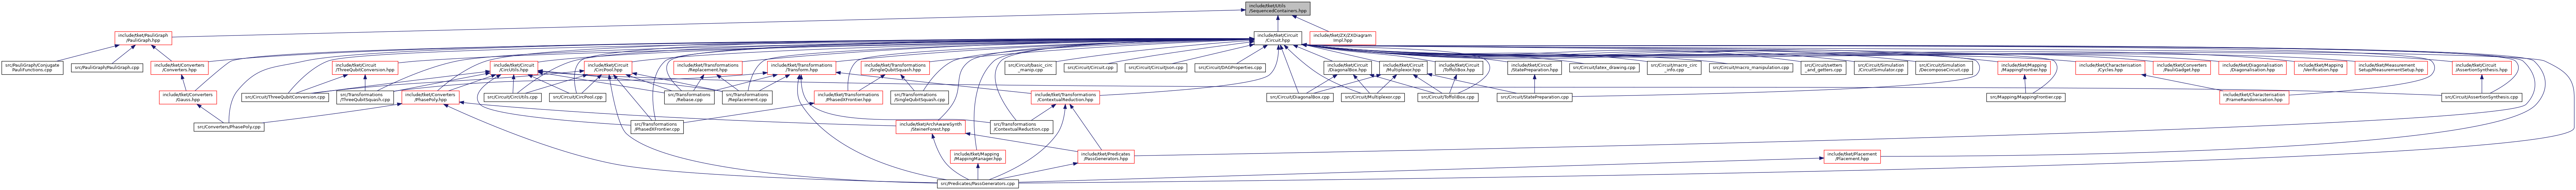 include/tket/Utils
/SequencedContainers.hpp
include/tket/PauliGraph
/PauliGraph.hpp
include/tket/Circuit
/Circuit.hpp
include/tket/ZX/ZXDiagram
Impl.hpp
src/PauliGraph/Conjugate
PauliFunctions.cpp
src/PauliGraph/PauliGraph.cpp
include/tket/Converters
/Converters.hpp
include/tket/Circuit
/ThreeQubitConversion.hpp
include/tket/Circuit
/CircUtils.hpp
include/tket/Circuit
/CircPool.hpp
include/tket/Transformations
/Replacement.hpp
include/tket/Transformations
/Transform.hpp
include/tket/Transformations
/SingleQubitSquash.hpp
src/Circuit/basic_circ
_manip.cpp
src/Circuit/Circuit.cpp
src/Circuit/CircuitJson.cpp
src/Circuit/DAGProperties.cpp
include/tket/Circuit
/DiagonalBox.hpp
include/tket/Circuit
/Multiplexor.hpp
include/tket/Circuit
/ToffoliBox.hpp
include/tket/Circuit
/StatePreparation.hpp
src/Circuit/latex_drawing.cpp
src/Circuit/macro_circ
_info.cpp
src/Circuit/macro_manipulation.cpp
src/Circuit/setters
_and_getters.cpp
src/Circuit/Simulation
/CircuitSimulator.cpp
src/Circuit/Simulation
/DecomposeCircuit.cpp
include/tket/Mapping
/MappingFrontier.hpp
include/tket/Characterisation
/Cycles.hpp
include/tket/Converters
/PauliGadget.hpp
include/tket/Diagonalisation
/Diagonalisation.hpp
include/tket/Mapping
/Verification.hpp
include/tket/Measurement
Setup/MeasurementSetup.hpp
include/tket/Circuit
/AssertionSynthesis.hpp
include/tket/Converters
/Gauss.hpp
src/Circuit/ThreeQubitConversion.cpp
src/Transformations
/ThreeQubitSquash.cpp
include/tket/Converters
/PhasePoly.hpp
src/Circuit/CircUtils.cpp
src/Circuit/CircPool.cpp
src/Transformations
/Rebase.cpp
src/Transformations
/Replacement.cpp
include/tket/Transformations
/PhasedXFrontier.hpp
src/Transformations
/SingleQubitSquash.cpp
include/tket/Transformations
/ContextualReduction.hpp
src/Circuit/DiagonalBox.cpp
src/Circuit/Multiplexor.cpp
src/Circuit/ToffoliBox.cpp
src/Circuit/StatePreparation.cpp
src/Mapping/MappingFrontier.cpp
include/tket/Characterisation
/FrameRandomisation.hpp
src/Circuit/AssertionSynthesis.cpp
src/Converters/PhasePoly.cpp
src/Transformations
/PhasedXFrontier.cpp
include/tket/ArchAwareSynth
/SteinerForest.hpp
src/Transformations
/ContextualReduction.cpp
include/tket/Mapping
/MappingManager.hpp
include/tket/Predicates
/PassGenerators.hpp
include/tket/Placement
/Placement.hpp
src/Predicates/PassGenerators.cpp